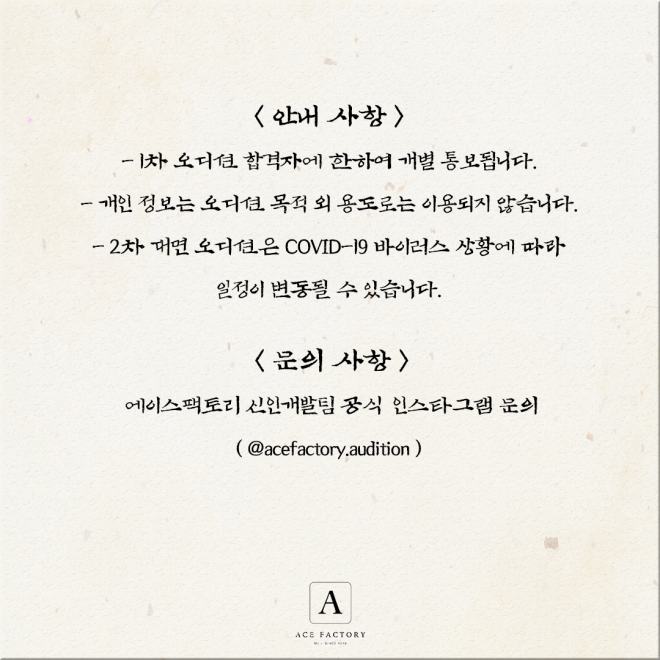 < 안내 사항 >
- 1차 오디션 합격자에 한하여 개별 통보됩니다.
- 개인 정보는 오디션 목적 외 용도로는 이용되지 않습니다.
- 2차 대면 오디션은 COVID-19 바이러스 상황에 따라
일정이 변동될 수 있습니다.
< 문의 사항 >
에이스팩토리 신인개발팀 공식 인스타그램 문의
( @acefactory.audition )
A
ACE FACTORY